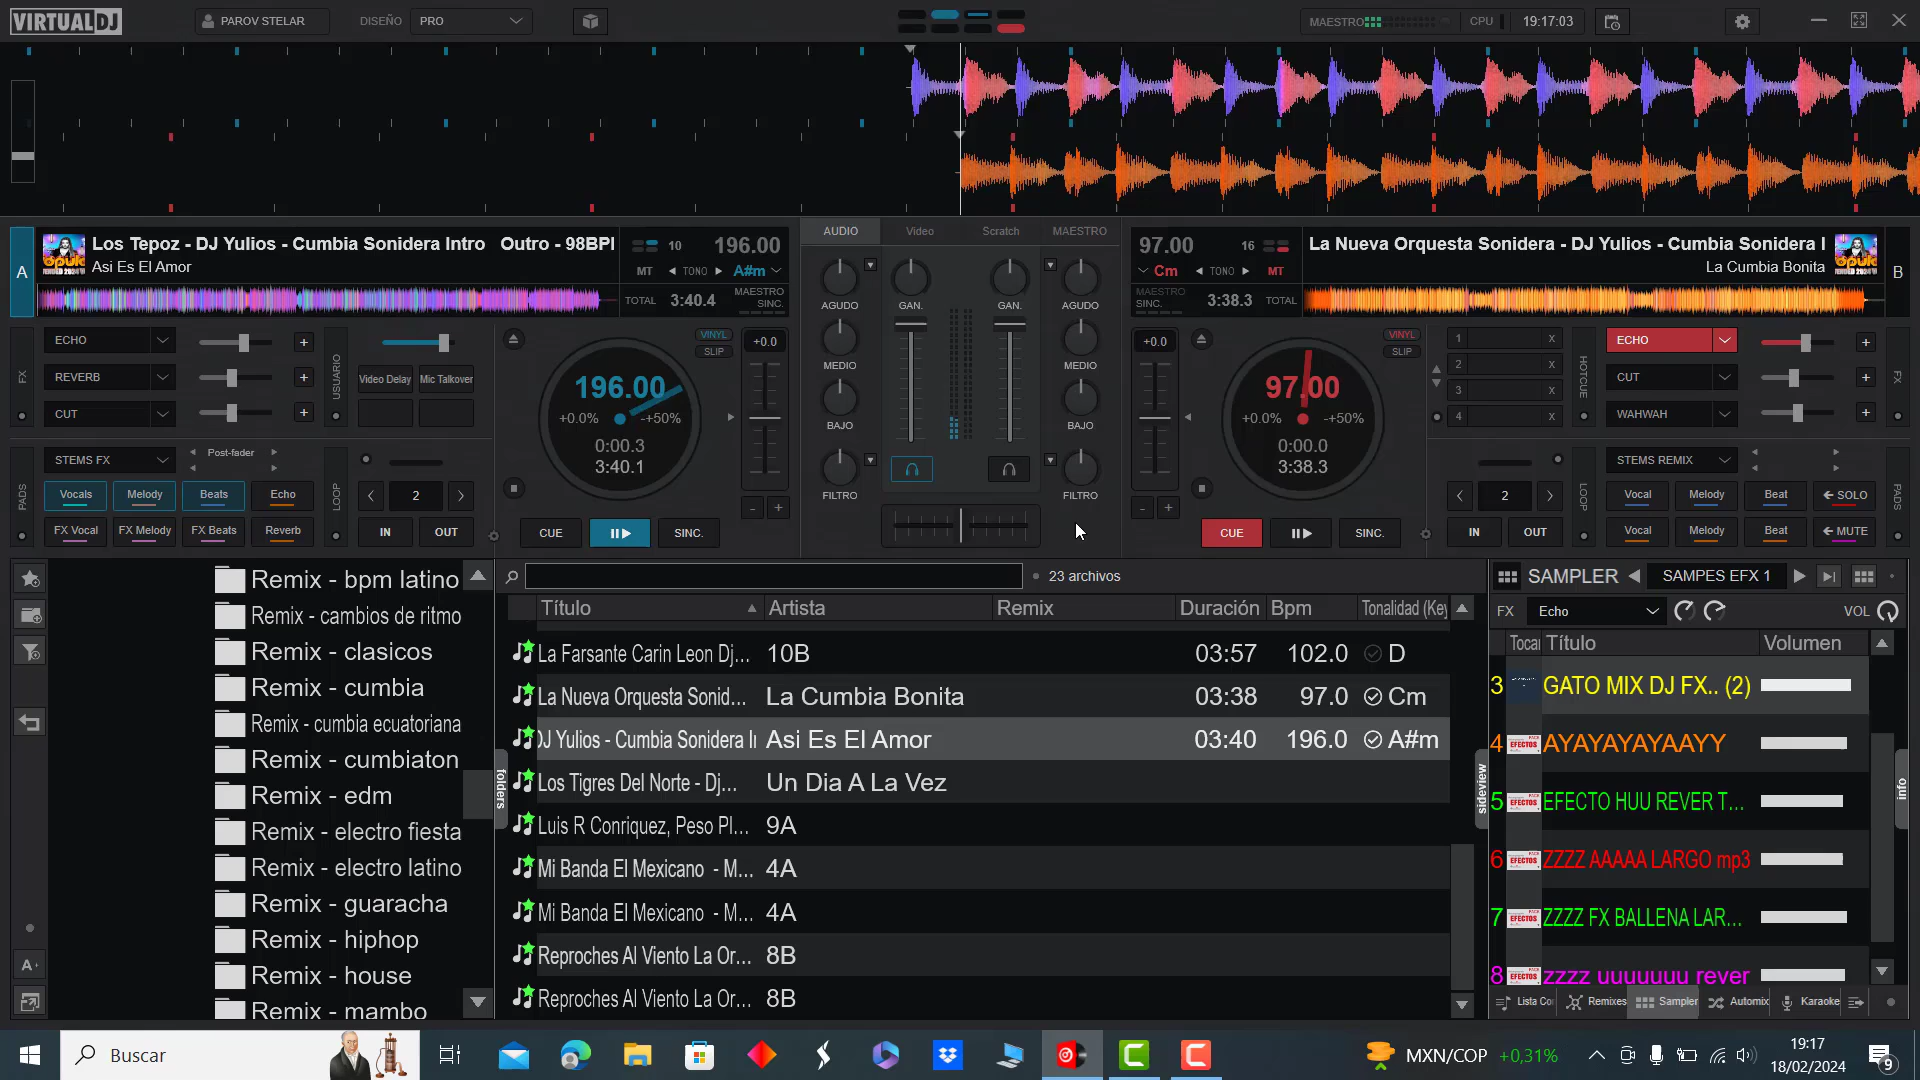 VIRTUALDJ
PAROV STELAR
DISEÑO
PRO
MAESTRO
CPU
19:17:03
A
Los Tepoz - DJ Yulios - Cumbia Sonidera Intro Outro - 98BPI
Asi Es El Amor
10
196.00
MT
TONO
A#m
TOTAL
3:40.4
MAESTRO
SINC.
AUDIO
Video
Scratch
MAESTRO
97.00
16
Cm
TONO
MT
MAESTRO
SINC.
3:38.3
TOTAL
La Nueva Orquesta Sonidera - DJ Yulios - Cumbia Sonidera I
La Cumbia Bonita
B
FX
ECHO
+
REVERB
+
CUT
+
USUARIO
Video Delay
Mic Talkover
VINYL
SLIP
196.00
+0.0%
-+50%
0:00.3
3:40.1
+0.0
AGUDO
GAN.
GAN.
AGUDO
MEDIO
MEDIO
BAJO
BAJO
FILTRO
FILTRO
+0.0
VINYL
SLIP
97.00
+0.0%
-+50%
0:00.0
3:38.3
1
X
2
X
3
X
4
X
HOTCUE
ECHO
+
CUT
+
WAHWAH
+
FX
PADS
STEMS FX
Post-fader
Vocals
Melody
Beats
Echo
FX Vocal
FX Melody
FX Beats
Reverb
LOOP
2
IN
OUT
CUE
SINC.
-
+
-
+
CUE
SINC.
2
IN
OUT
LOOP
STEMS REMIX
Vocal
Melody
Beat
SOLO
Vocal
Melody
Beat
MUTE
PADS
Remix - bpm latino
Remix - cambios de ritmo
Remix - clasicos
Remix - cumbia
Remix - cumbia ecuatoriana
Remix - cumbiaton
Remix - edm
Remix - electro fiesta
Remix - electro latino
Remix - guaracha
Remix - hiphop
Remix - house
Remix - mambo
folders
23 archivos
Título
Artista
Remix
Duración
Bpm
Tonalidad (Key
La Farsante Carin Leon Dj... 10B 03:57 102.0 D
La Nueva Orquesta Sonid... La Cumbia Bonita 03:38 97.0 Cm
DJ Yulios - Cumbia Sonidera Ir Asi Es El Amor 03:40 196.0 A#m
Los Tigres Del Norte - Dj... Un Dia A La Vez
Luis R Conriquez, Peso Pl... 9A
Mi Banda El Mexicano - M... 4A
Mi Banda El Mexicano - M... 4A
Reproches Al Viento La Or... 8B
Reproches Al Viento La Or... 8B
sideview
SAMPLER
SAMPES EFX 1
FX
Echo
VOL
Tocar
Título
Volumen
3 GATO MIX DJ FX.. (2)
4 EFECTOS AYAYAYAYAAYY
5 EFECTOS EFECTO HUU REVER T...
6 EFECTOS ZZZZ AAAAA LARGO mp3
7 EFECTOS ZZZZ FX BALLENA LAR...
8 EFECTOS zzzz uuuuuuu rever
info
Lista Co
Remixes
Sampler
Automix
Karaoke
A+
Buscar
MXN/COP
+0,31%
19:17
18/02/2024
9